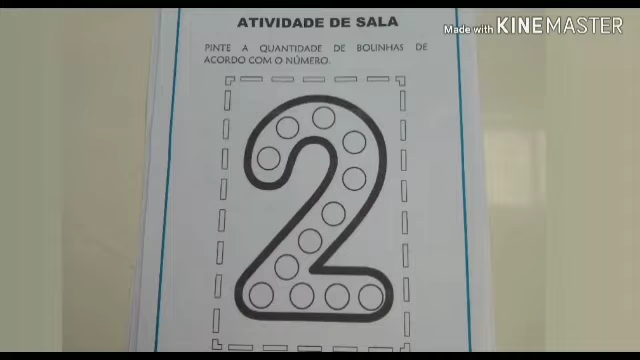 ATIVIDADE DE SALA
Made with KINEMASTER
PINTE A QUANTIDADE DE BOLINHAS DE
ACORDO COM O NÚMERO.
2